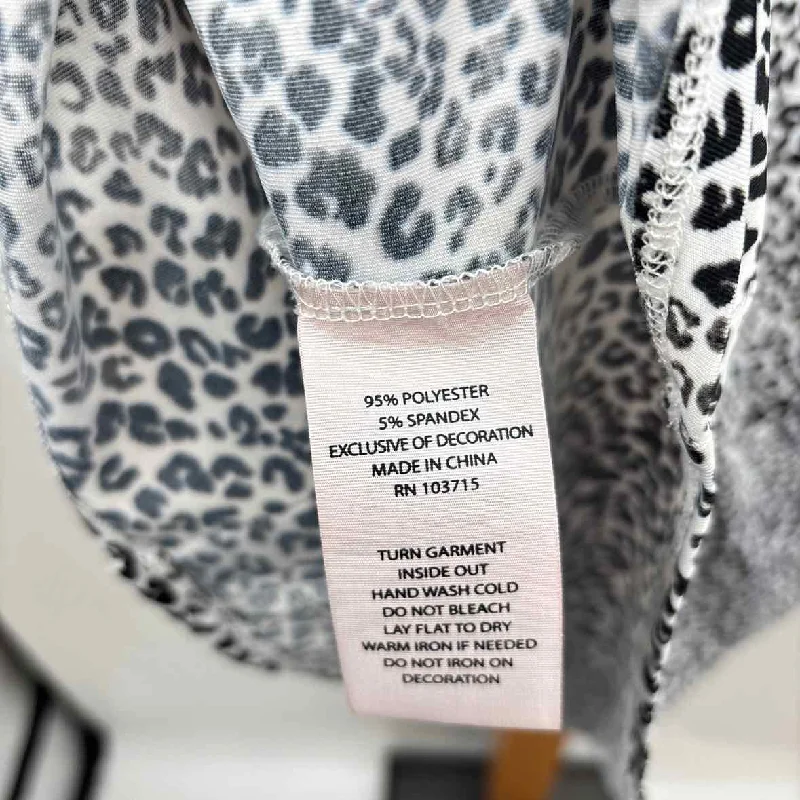 95% POLYESTER
5% SPANDEX
EXCLUSIVE OF DECORATION
MADE IN CHINA
RN 103715
TURN GARMENT
INSIDE OUT
HAND WASH COLD
DO NOT BLEACH
LAY FLAT TO DRY
WARM IRON IF NEEDED
DO NOT IRON ON
DECORATION